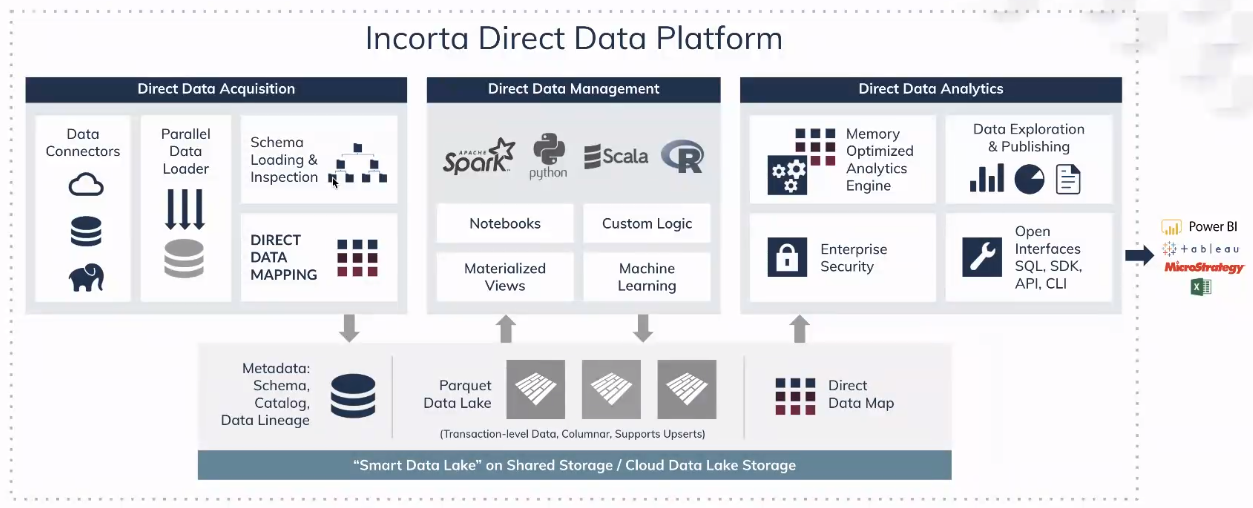 Incorta Direct Data Platform
Direct Data Acquisition
Data
Connectors
Parallel
Data
Loader
Schema
Loading &
Inspection
DIRECT
DATA
MAPPING
Direct Data Management
APACHE
Spark
python
Scala
R
Notebooks
Custom Logic
Materialized
Views
Machine
Learning
Direct Data Analytics
Memory
Optimized
Analytics
Engine
Data Exploration
& Publishing
Enterprise
Security
Open
Interfaces
SQL, SDK,
API, CLI
Power BI
+ableau
MicroStrategy
X
Metadata:
Schema,
Catalog,
Data Lineage
Parquet
Data Lake
(Transaction-level Data, Columnar, Supports Upserts)
Direct
Data Map
“Smart Data Lake” on Shared Storage / Cloud Data Lake Storage